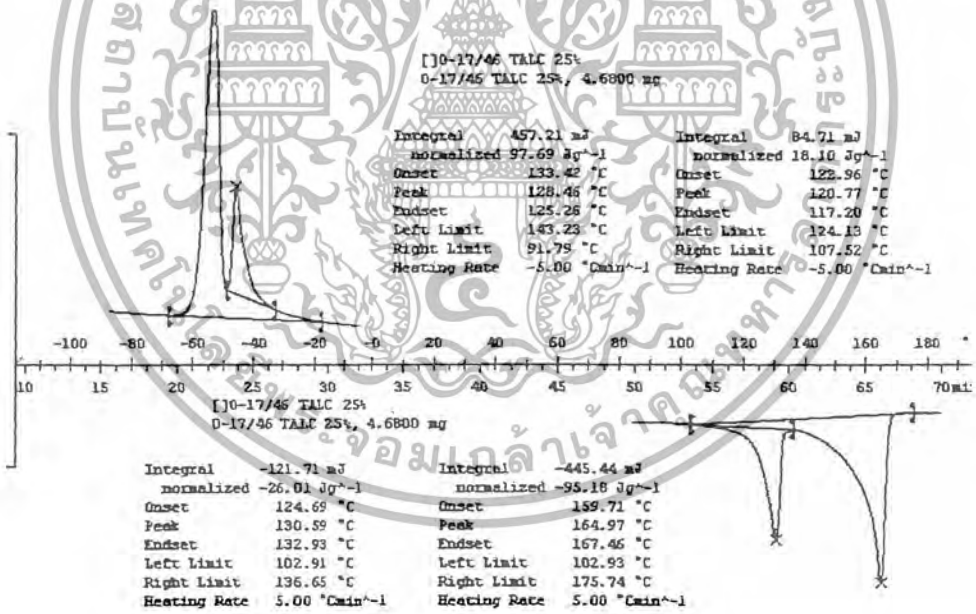 []0-17/46 TALC 25%
0-17/46 TALC 25%, 4.6800 mg
Integral 457.21 mJ
normalized 97.69 Jg^-1
Onset 133.42 °C
Peak 128.46 °C
Endset 125.26 °C
Left Limit 143.23 °C
Right Limit 91.79 °C
Heating Rate -5.00 °Cmin^-1
Integral 84.71 mJ
normalized 18.10 Jg^-1
Onset 122.96 °C
Peak 120.77 °C
Endset 117.20 °C
Left Limit 124.13 °C
Right Limit 107.52 °C
Heating Rate -5.00 °Cmin^-1
-100 -80 -60 -40 -20 -0 20 40 60 80 100 120 140 160 180
10 15 20 25 30 35 40 45 50 55 60 65 70
[]0-17/46 TALC 25%
0-17/46 TALC 25%, 4.6800 mg
Integral -121.71 mJ
normalized -26.01 Jg^-1
Onset 124.69 °C
Peak 130.59 °C
Endset 132.93 °C
Left Limit 102.91 °C
Right Limit 136.65 °C
Heating Rate 5.00 °Cmin^-1
Integral -445.44 mJ
normalized -95.18 Jg^-1
Onset 159.71 °C
Peak 164.97 °C
Endset 167.46 °C
Left Limit 102.93 °C
Right Limit 175.74 °C
Heating Rate 5.00 °Cmin^-1